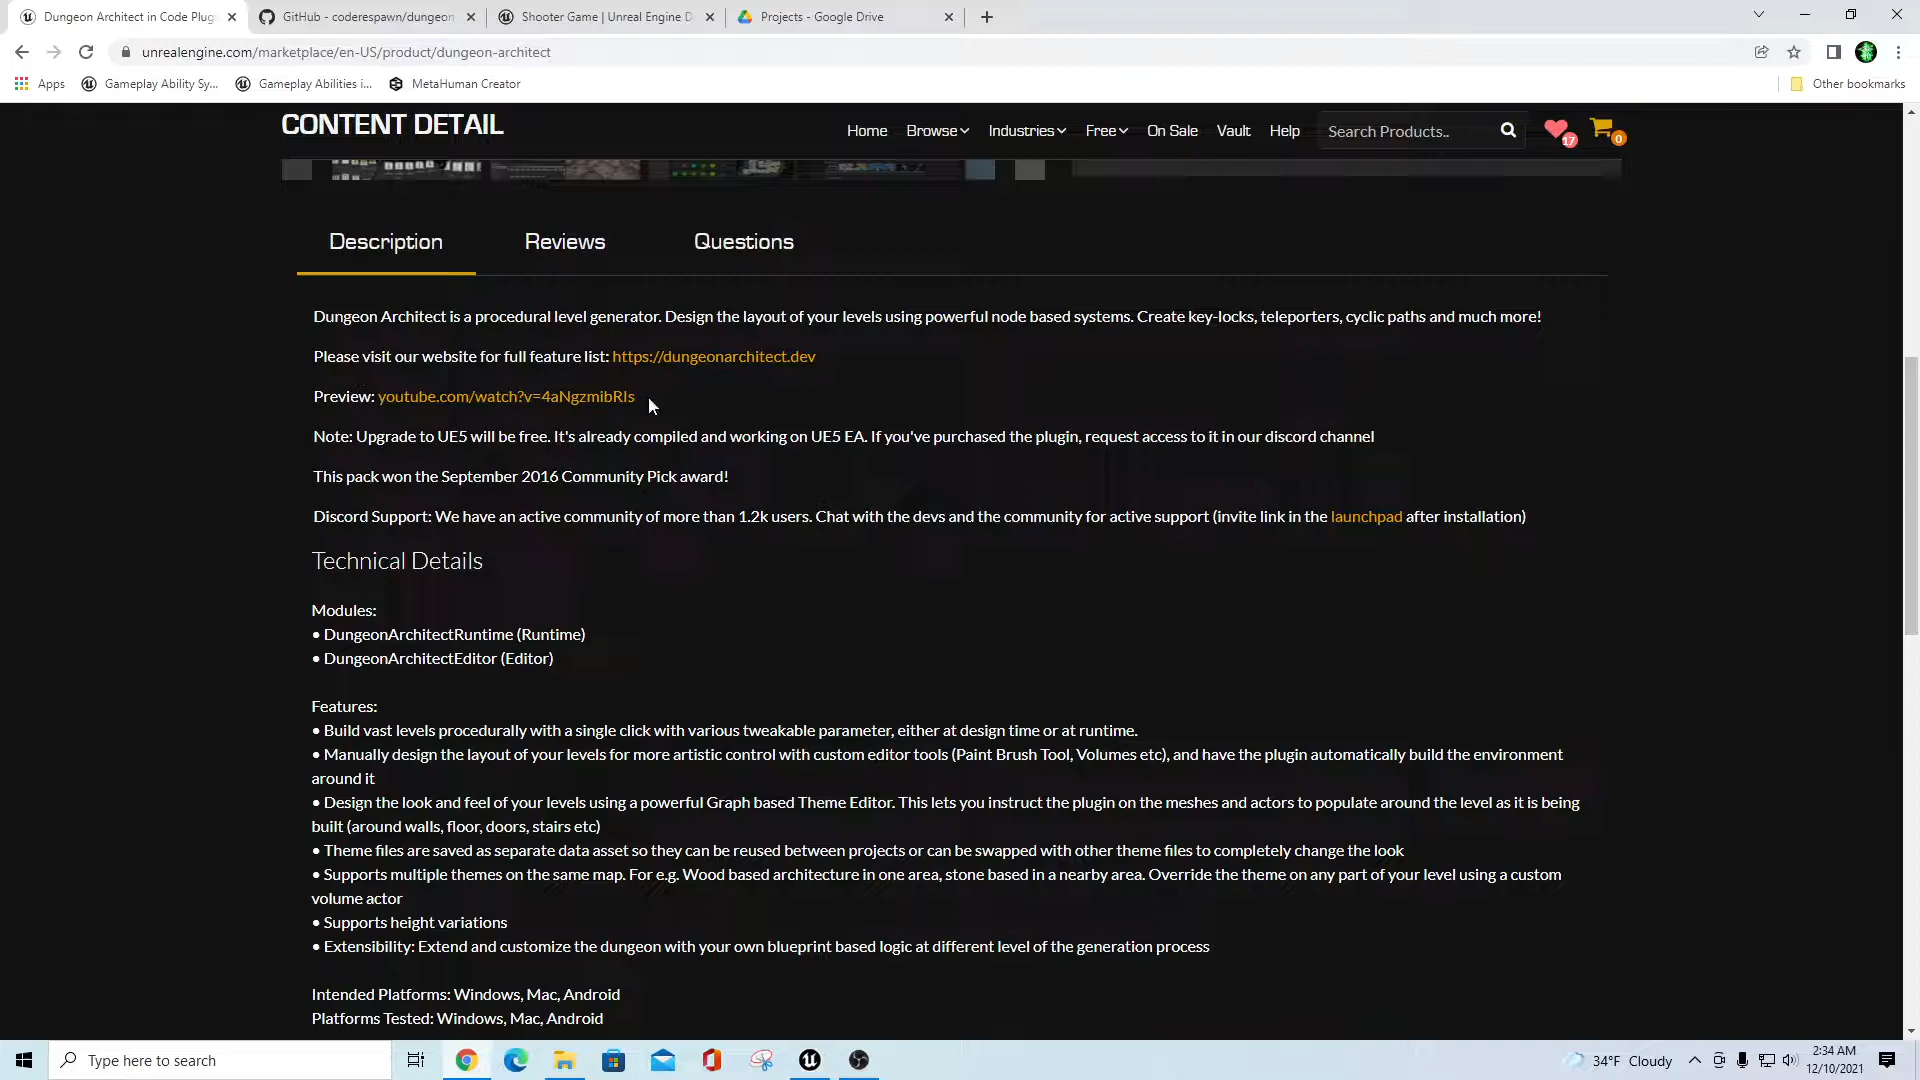 Dungeon Architect in Code Plug
GitHub - coderespawn/dungeon
Shooter Game | Unreal Engine D
Projects - Google Drive
unrealengine.com/marketplace/en-US/product/dungeon-architect
Apps
Gameplay Ability Sy...
Gameplay Abilities i...
MetaHuman Creator
Other bookmarks
CONTENT DETAIL
Home
Browse
Industries
Free
On Sale
Vault
Help
Search Products..
17
0
Description
Reviews
Questions
Dungeon Architect is a procedural level generator. Design the layout of your levels using powerful node based systems. Create key-locks, teleporters, cyclic paths and much more!
Please visit our website for full feature list: https://dungeonarchitect.dev
Preview: youtube.com/watch?v=4aNgzmibRIs
Note: Upgrade to UE5 will be free. It's already compiled and working on UE5 EA. If you've purchased the plugin, request access to it in our discord channel
This pack won the September 2016 Community Pick award!
Discord Support: We have an active community of more than 1.2k users. Chat with the devs and the community for active support (invite link in the launchpad after installation)
Technical Details
Modules:
• DungeonArchitectRuntime (Runtime)
• DungeonArchitectEditor (Editor)
Features:
• Build vast levels procedurally with a single click with various tweakable parameter, either at design time or at runtime.
• Manually design the layout of your levels for more artistic control with custom editor tools (Paint Brush Tool, Volumes etc), and have the plugin automatically build the environment
around it
• Design the look and feel of your levels using a powerful Graph based Theme Editor. This lets you instruct the plugin on the meshes and actors to populate around the level as it is being
built (around walls, floor, doors, stairs etc)
• Theme files are saved as separate data asset so they can be reused between projects or can be swapped with other theme files to completely change the look
• Supports multiple themes on the same map. For e.g. Wood based architecture in one area, stone based in a nearby area. Override the theme on any part of your level using a custom
volume actor
• Supports height variations
• Extensibility: Extend and customize the dungeon with your own blueprint based logic at different level of the generation process
Intended Platforms: Windows, Mac, Android
Platforms Tested: Windows, Mac, Android
Type here to search
34°F Cloudy
2:34 AM
12/10/2021